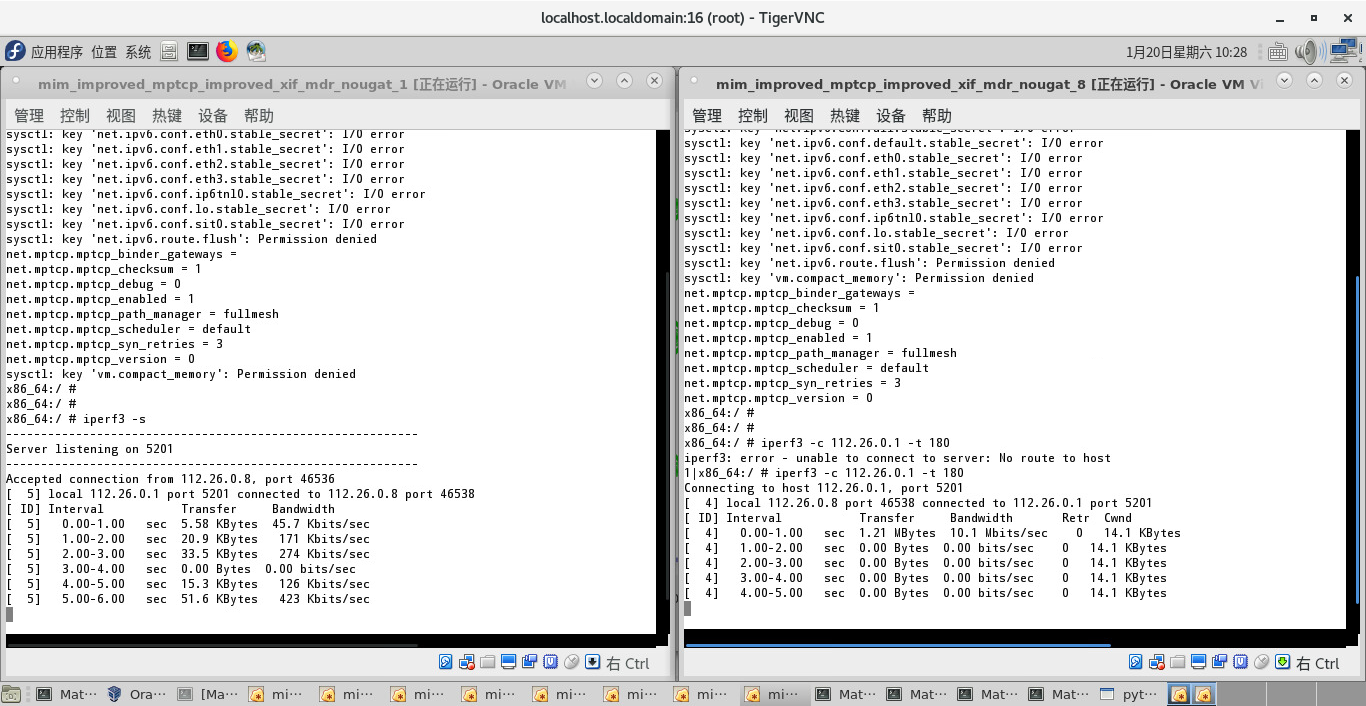 localhost.localdomain:16 (root) - TigerVNC
应用程序 位置 系统
1月20日星期六 10:28
mim_improved_mptcp_improved_xif_mdr_nougat_1 [正在运行] - Oracle VM
管理 控制 视图 热键 设备 帮助
sysctl: key 'net.ipv6.conf.eth0.stable_secret': I/O error
sysctl: key 'net.ipv6.conf.eth1.stable_secret': I/O error
sysctl: key 'net.ipv6.conf.eth2.stable_secret': I/O error
sysctl: key 'net.ipv6.conf.eth3.stable_secret': I/O error
sysctl: key 'net.ipv6.conf.ip6tnl0.stable_secret': I/O error
sysctl: key 'net.ipv6.conf.lo.stable_secret': I/O error
sysctl: key 'net.ipv6.conf.sit0.stable_secret': I/O error
sysctl: key 'net.ipv6.route.flush': Permission denied
net.mptcp.mptcp_binder_gateways =
net.mptcp.mptcp_checksum = 1
net.mptcp.mptcp_debug = 0
net.mptcp.mptcp_enabled = 1
net.mptcp.mptcp_path_manager = fullmesh
net.mptcp.mptcp_scheduler = default
net.mptcp.mptcp_syn_retries = 3
net.mptcp.mptcp_version = 0
sysctl: key 'vm.compact_memory': Permission denied
x86_64:/ #
x86_64:/ #
x86_64:/ # iperf3 -s
-----------------------------------------------------------
Server listening on 5201
-----------------------------------------------------------
Accepted connection from 112.26.0.8, port 46536
[  5] local 112.26.0.1 port 5201 connected to 112.26.0.8 port 46538
[ ID] Interval           Transfer     Bandwidth
[  5]   0.00-1.00   sec  5.58 KBytes  45.7 Kbits/sec
[  5]   1.00-2.00   sec  20.9 KBytes   171 Kbits/sec
[  5]   2.00-3.00   sec  33.5 KBytes   274 Kbits/sec
[  5]   3.00-4.00   sec  0.00 Bytes  0.00 bits/sec
[  5]   4.00-5.00   sec  15.3 KBytes   126 Kbits/sec
[  5]   5.00-6.00   sec  51.6 KBytes   423 Kbits/sec
右 Ctrl
mim_improved_mptcp_improved_xif_mdr_nougat_8 [正在运行] - Oracle VM Vi
管理 控制 视图 热键 设备 帮助
sysctl: key 'net.ipv6.conf.all.stable_secret': I/O error
sysctl: key 'net.ipv6.conf.default.stable_secret': I/O error
sysctl: key 'net.ipv6.conf.eth0.stable_secret': I/O error
sysctl: key 'net.ipv6.conf.eth1.stable_secret': I/O error
sysctl: key 'net.ipv6.conf.eth2.stable_secret': I/O error
sysctl: key 'net.ipv6.conf.eth3.stable_secret': I/O error
sysctl: key 'net.ipv6.conf.ip6tnl0.stable_secret': I/O error
sysctl: key 'net.ipv6.conf.lo.stable_secret': I/O error
sysctl: key 'net.ipv6.conf.sit0.stable_secret': I/O error
sysctl: key 'net.ipv6.route.flush': Permission denied
sysctl: key 'vm.compact_memory': Permission denied
net.mptcp.mptcp_binder_gateways =
net.mptcp.mptcp_checksum = 1
net.mptcp.mptcp_debug = 0
net.mptcp.mptcp_enabled = 1
net.mptcp.mptcp_path_manager = fullmesh
net.mptcp.mptcp_scheduler = default
net.mptcp.mptcp_syn_retries = 3
net.mptcp.mptcp_version = 0
x86_64:/ #
x86_64:/ #
x86_64:/ # iperf3 -c 112.26.0.1 -t 180
iperf3: error - unable to connect to server: No route to host
1|x86_64:/ # iperf3 -c 112.26.0.1 -t 180
Connecting to host 112.26.0.1, port 5201
[  4] local 112.26.0.8 port 46538 connected to 112.26.0.1 port 5201
[ ID] Interval           Transfer     Bandwidth       Retr  Cwnd
[  4]   0.00-1.00   sec  1.21 MBytes  10.1 Mbits/sec    0   14.1 KBytes
[  4]   1.00-2.00   sec  0.00 Bytes  0.00 bits/sec    0   14.1 KBytes
[  4]   2.00-3.00   sec  0.00 Bytes  0.00 bits/sec    0   14.1 KBytes
[  4]   3.00-4.00   sec  0.00 Bytes  0.00 bits/sec    0   14.1 KBytes
[  4]   4.00-5.00   sec  0.00 Bytes  0.00 bits/sec    0   14.1 KBytes
右 Ctrl
Mat··· Ora··· [Ma··· mi··· mi··· mi··· mi··· mi··· mi··· mi··· mi··· Mat··· Mat··· Mat··· Mat··· pyt···